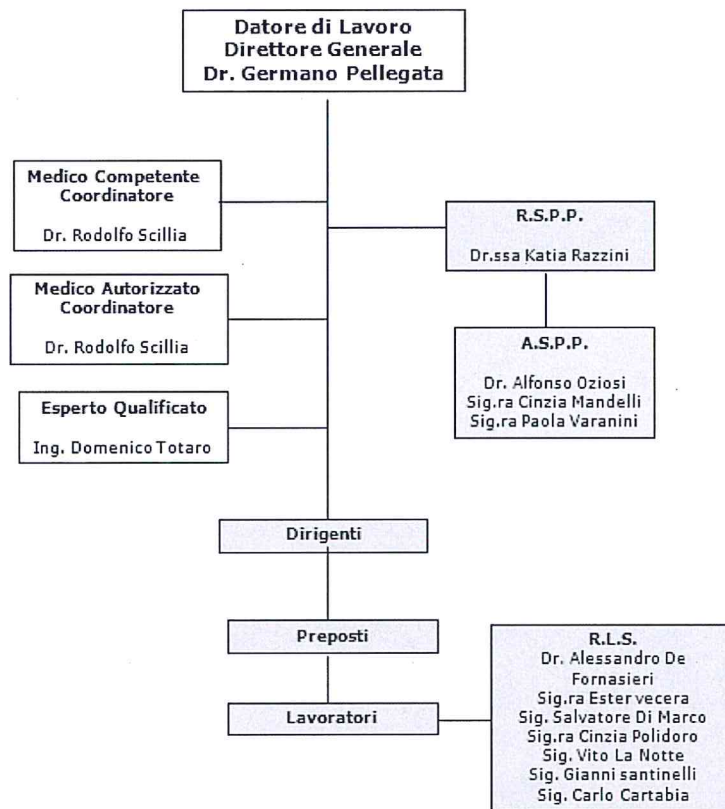 Datore di Lavoro
Direttore Generale
Dr. Germano Pellegata
Medico Competente
Coordinatore
Dr. Rodolfo Scillia
R.S.P.P.
Dr.ssa Katia Razzini
Medico Autorizzato
Coordinatore
Dr. Rodolfo Scillia
A.S.P.P.
Dr. Alfonso Oziosi
Sig.ra Cinzia Mandelli
Sig.ra Paola Varanini
Esperto Qualificato
Ing. Domenico Totaro
Dirigenti
Preposti
Lavoratori
R.L.S.
Dr. Alessandro De
Fornasieri
Sig.ra Ester vecera
Sig. Salvatore Di Marco
Sig.ra Cinzia Polidoro
Sig. Vito La Notte
Sig. Gianni santinelli
Sig. Carlo Cartabia